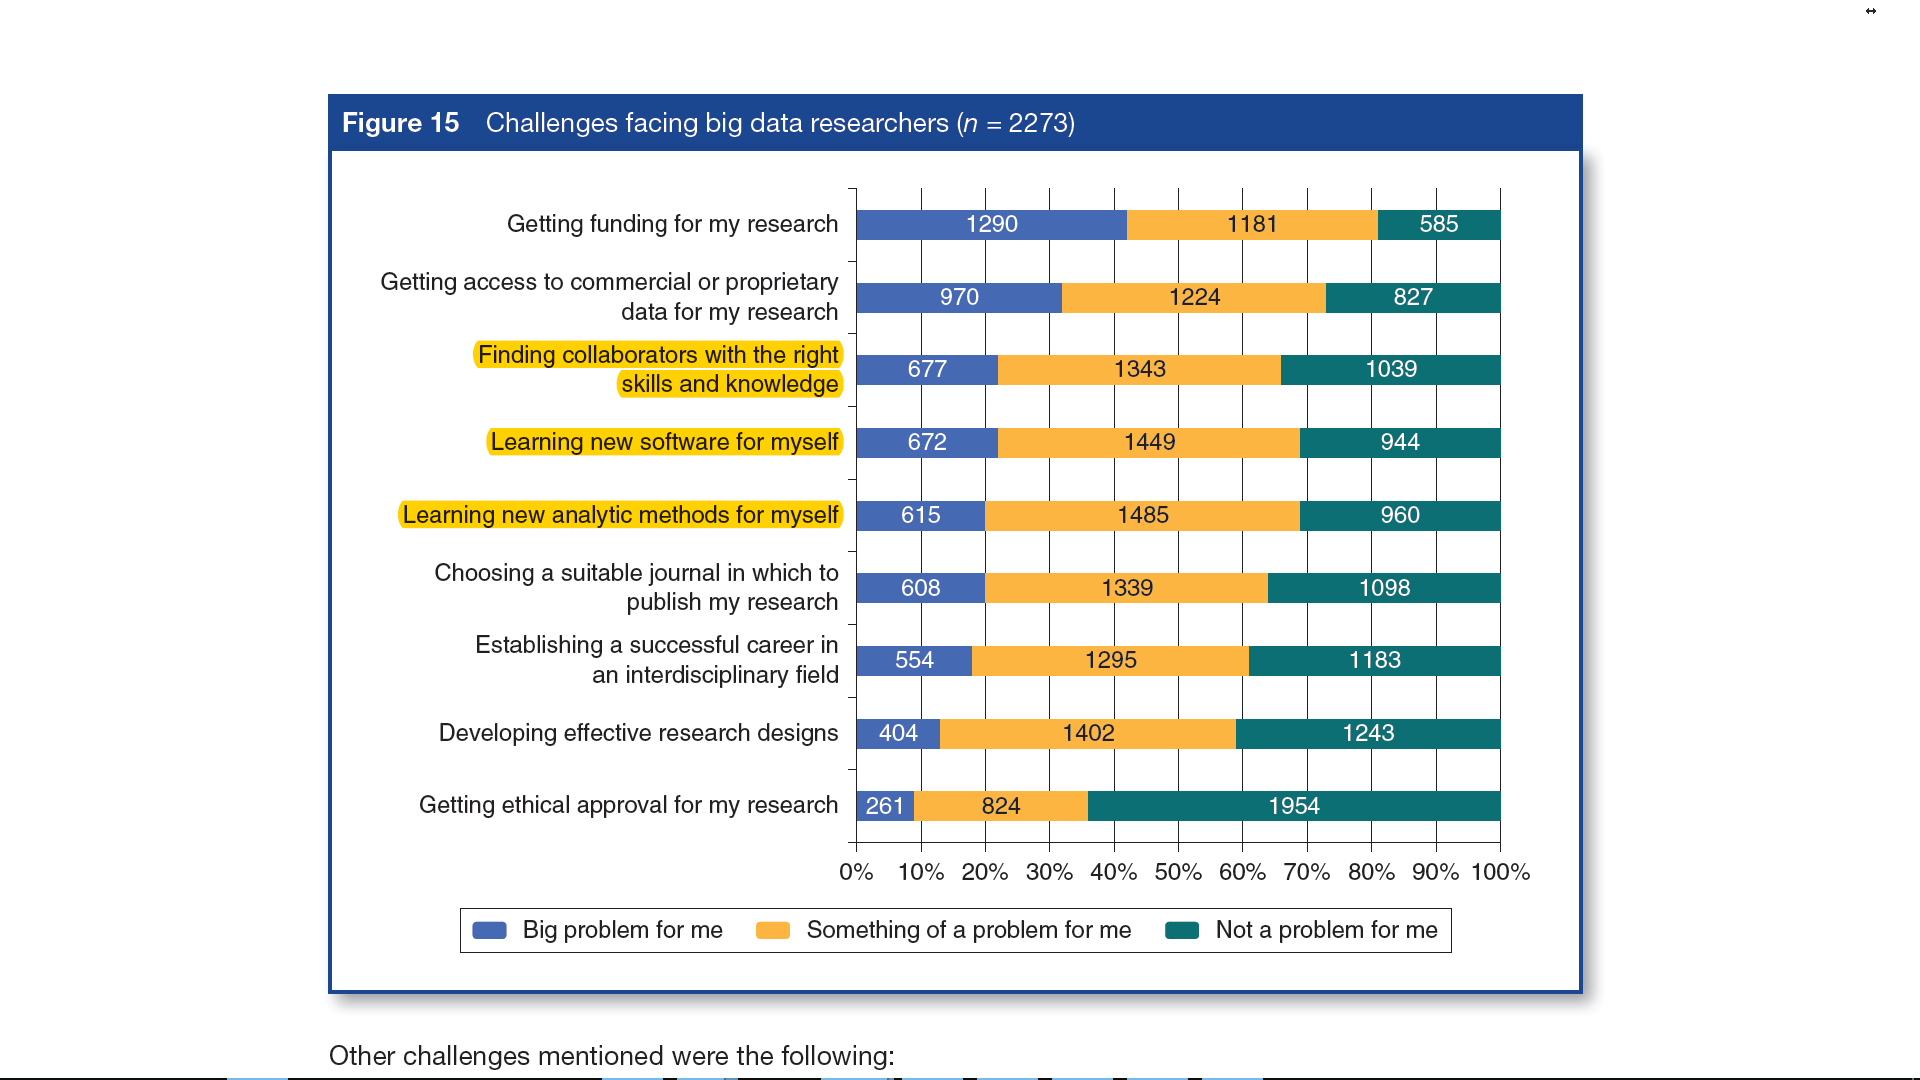 Figure 15 Challenges facing big data researchers (n = 2273)
Getting funding for my research 1290 1181 585
Getting access to commercial or proprietary
data for my research 970 1224 827
Finding collaborators with the right
skills and knowledge 677 1343 1039
Learning new software for myself 672 1449 944
Learning new analytic methods for myself 615 1485 960
Choosing a suitable journal in which to
publish my research 608 1339 1098
Establishing a successful career in
an interdisciplinary field 554 1295 1183
Developing effective research designs 404 1402 1243
Getting ethical approval for my research 261 824 1954
0% 10% 20% 30% 40% 50% 60% 70% 80% 90% 100%
Big problem for me Something of a problem for me Not a problem for me
Other challenges mentioned were the following: